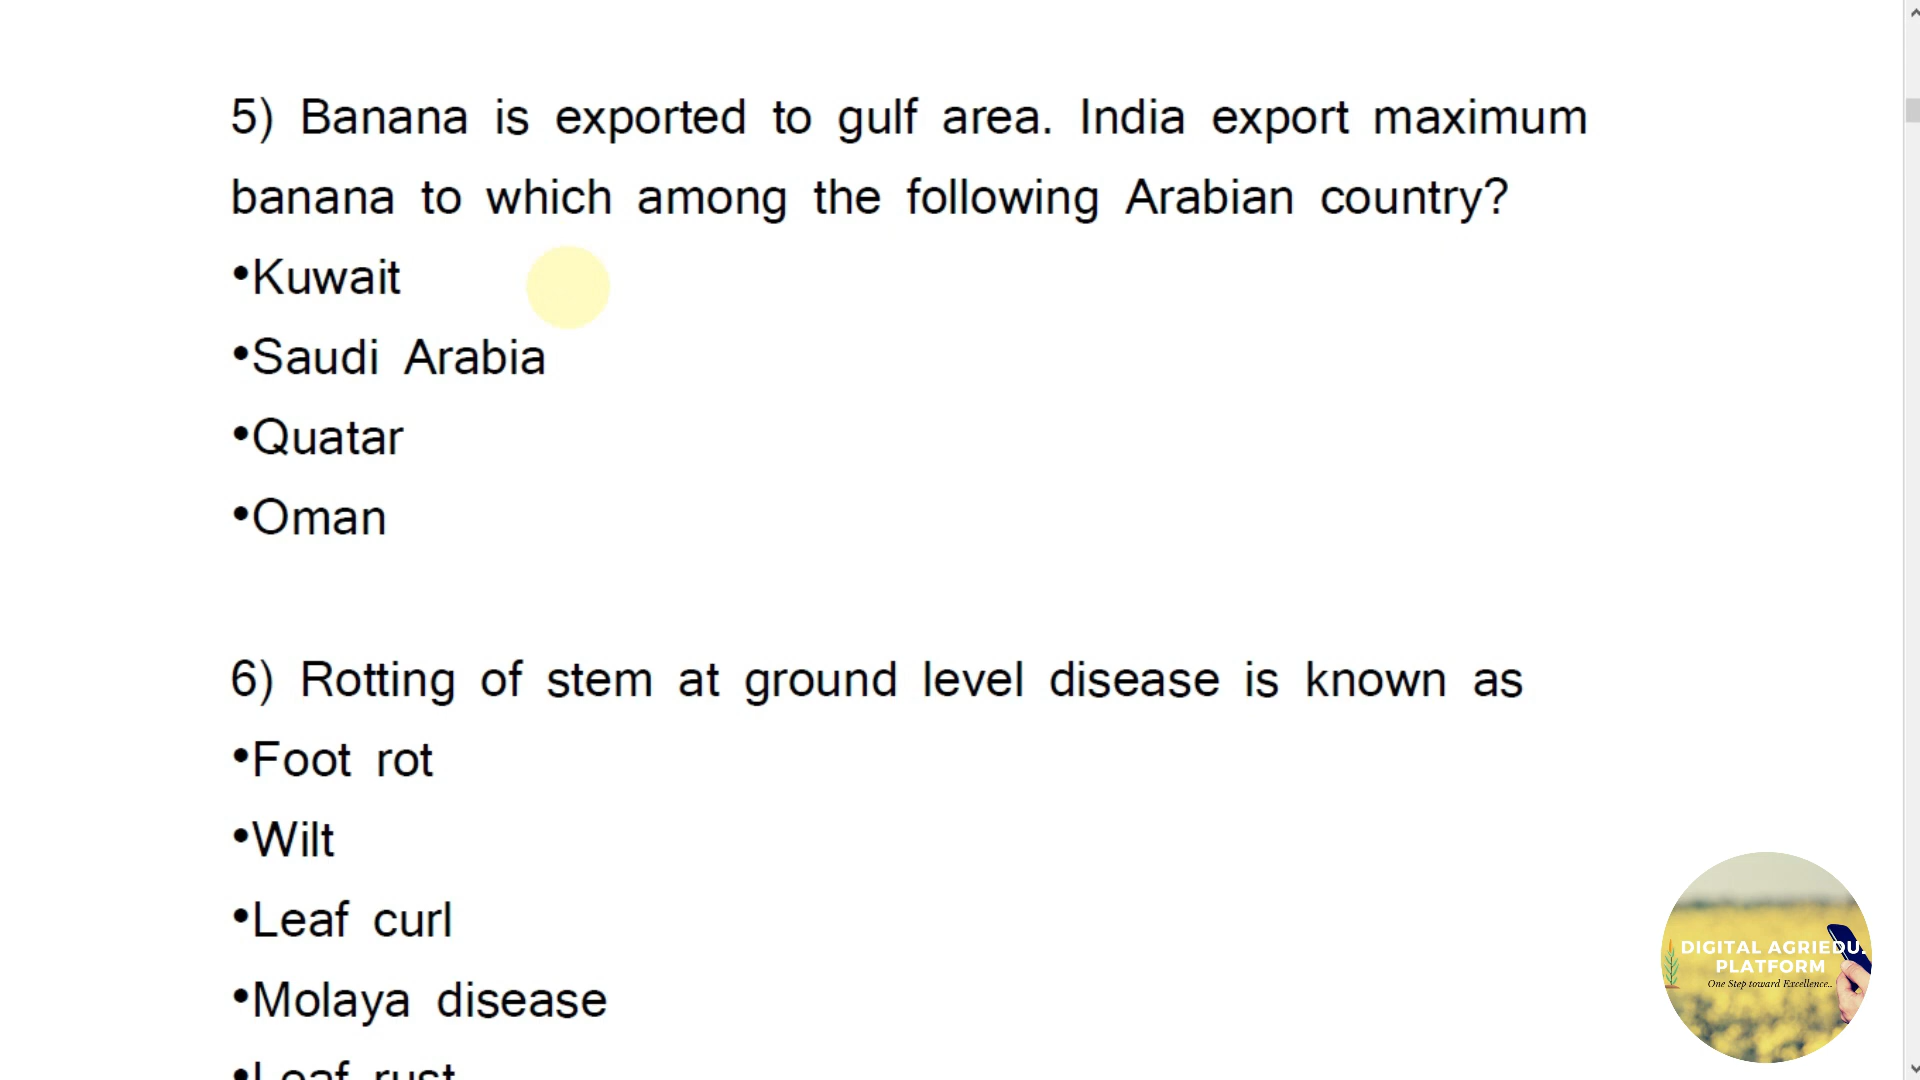 5) Banana is exported to gulf area. India export maximum
banana to which among the following Arabian country?
•Kuwait
•Saudi Arabia
•Quatar
•Oman
6) Rotting of stem at ground level disease is known as
•Foot rot
•Wilt
•Leaf curl
•Molaya disease
•Leaf rust
DIGITAL AGRIEDU.
PLATFORM
One Step toward Excellence..